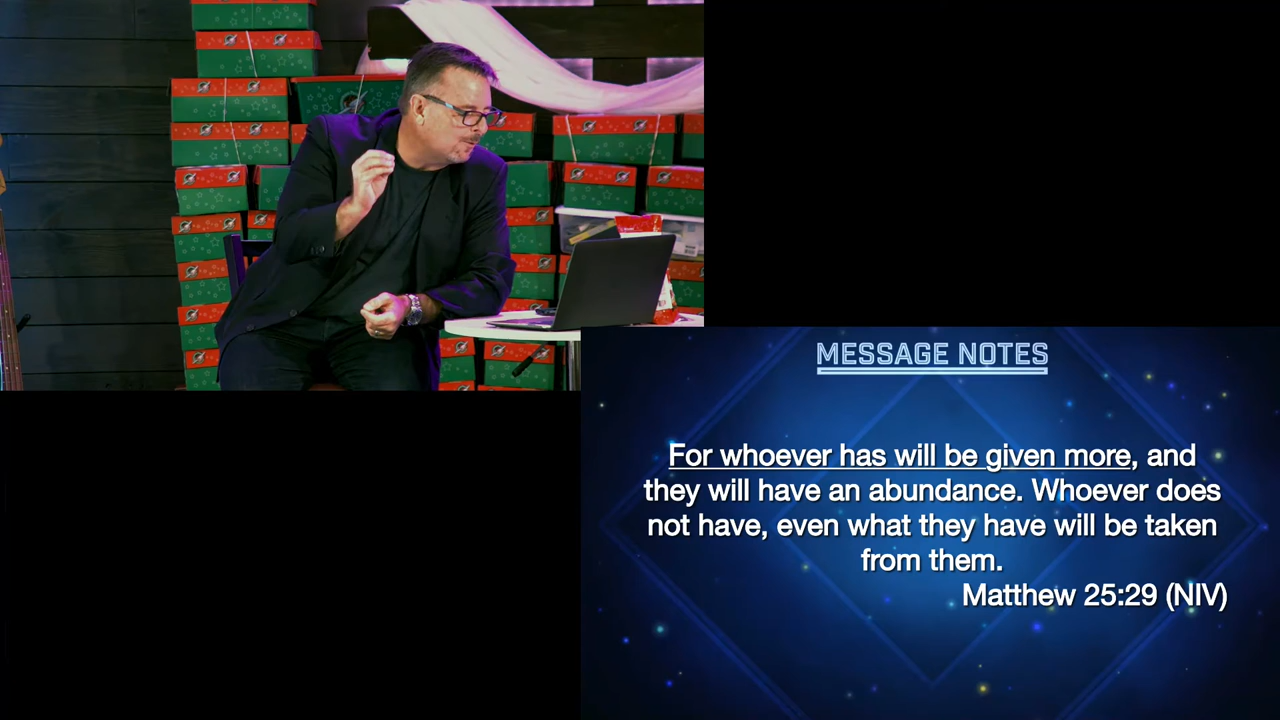 MESSAGE NOTES
For whoever has will be given more, and
they will have an abundance. Whoever does
not have, even what they have will be taken
from them.
Matthew 25:29 (NIV)